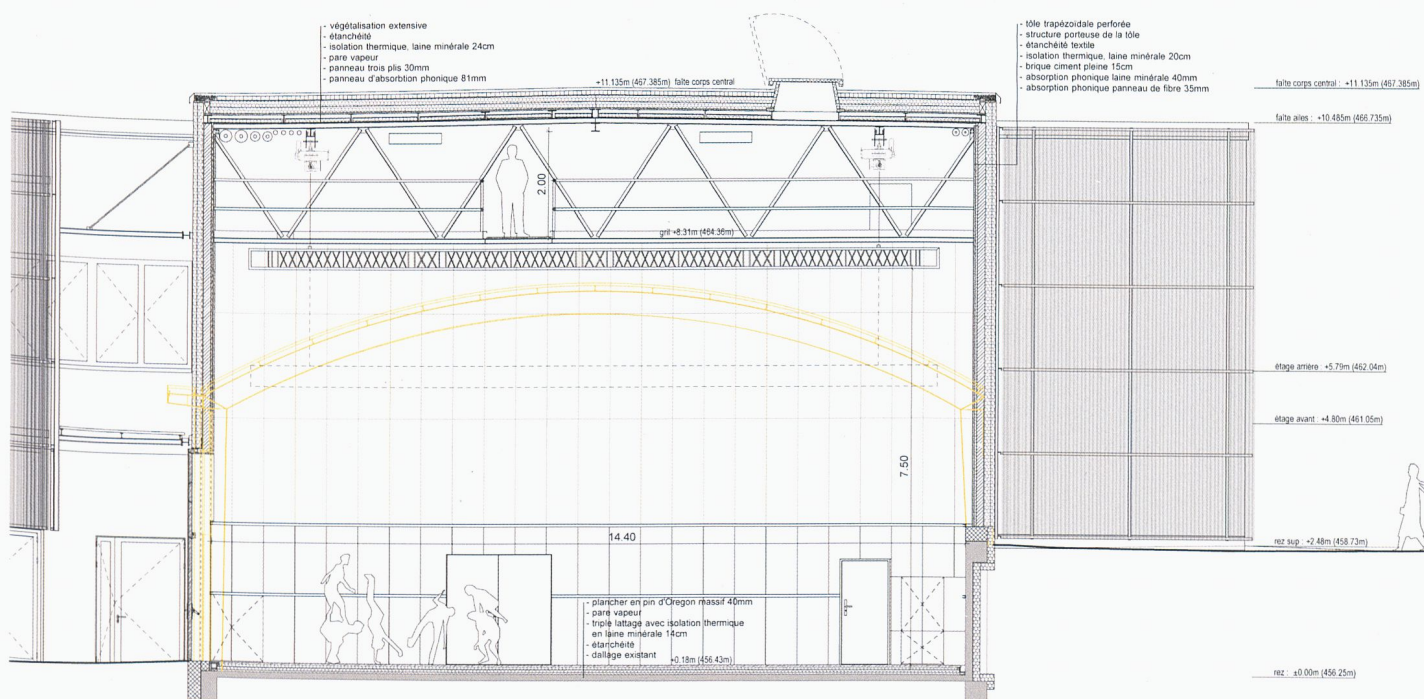 - végétalisation extensive
- étanchéité
- isolation thermique, laine minérale 24cm
- pare vapeur
- panneau trois plis 30mm
- panneau d'absorbtion phonique 81mm
- tôle trapézoïdale perforée
- structure porteuse de la tôle
- étanchéité textile
- isolation thermique, laine minérale 20cm
- brique ciment pleine 15cm
- absorption phonique laine minérale 40mm
- absorption phonique panneau de fibre 35mm
+11.135m (467.385m) faîte corps central
faîte corps central : +11.135m (467.385m)
faîte ailes : +10.485m (466.735m)
2.00
gril +8.31m (464.36m)
étage arrière : +5.79m (462.04m)
étage avant : +4.80m (461.05m)
7.50
14.40
rez sup : +2.48m (458.73m)
- plancher en pin d'Oregon massif 40mm
- pare vapeur
- triple lattage avec isolation thermique
en laine minérale 14cm
- étanchéité
- dallage existant
+0.18m (456.43m)
rez : ±0.00m (456.25m)